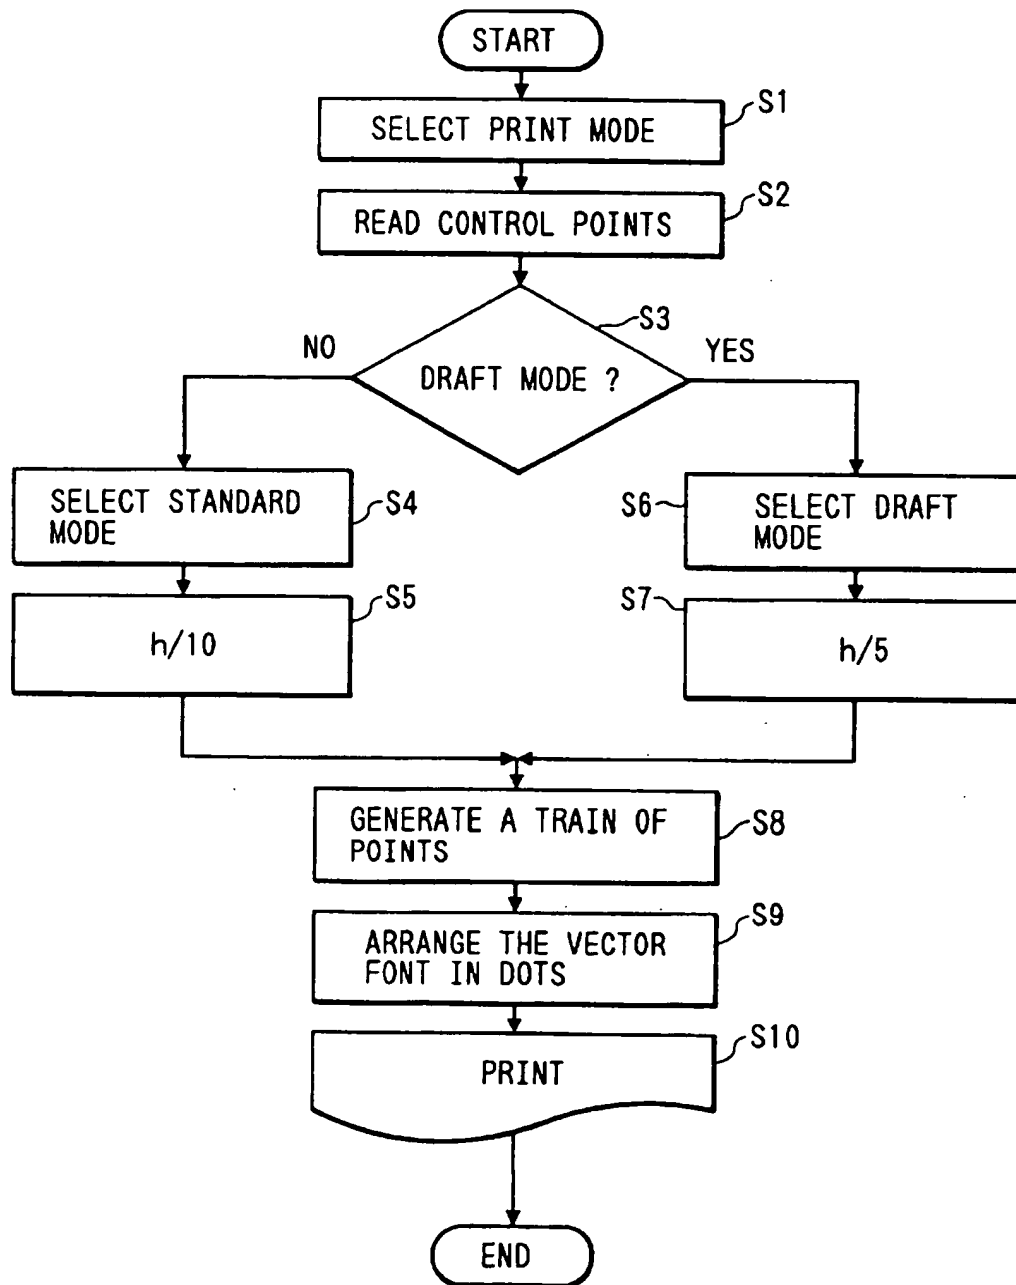 START
S1
SELECT PRINT MODE
S2
READ CONTROL POINTS
S3
NO
YES
DRAFT MODE ?
SELECT STANDARD
MODE
S4
S6
SELECT DRAFT
MODE
S5
h/10
S7
h/5
GENERATE A TRAIN OF
POINTS
S8
ARRANGE THE VECTOR
FONT IN DOTS
S9
S10
PRINT
END